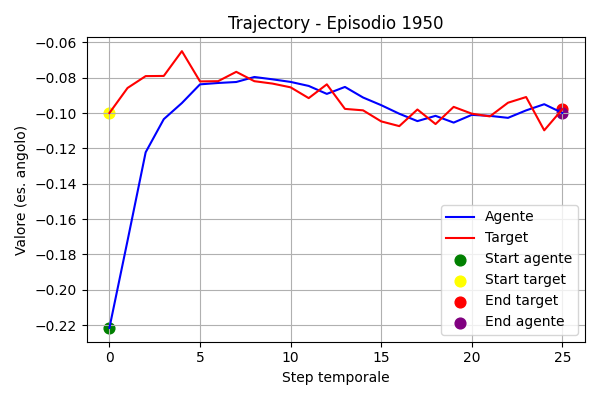 Trajectory - Episodio 1950
Valore (es. angolo)
−0.06
−0.08
−0.10
−0.12
−0.14
−0.16
−0.18
−0.20
−0.22
Agente
Target
Start agente
Start target
End target
End agente
0 5 10 15 20 25
Step temporale